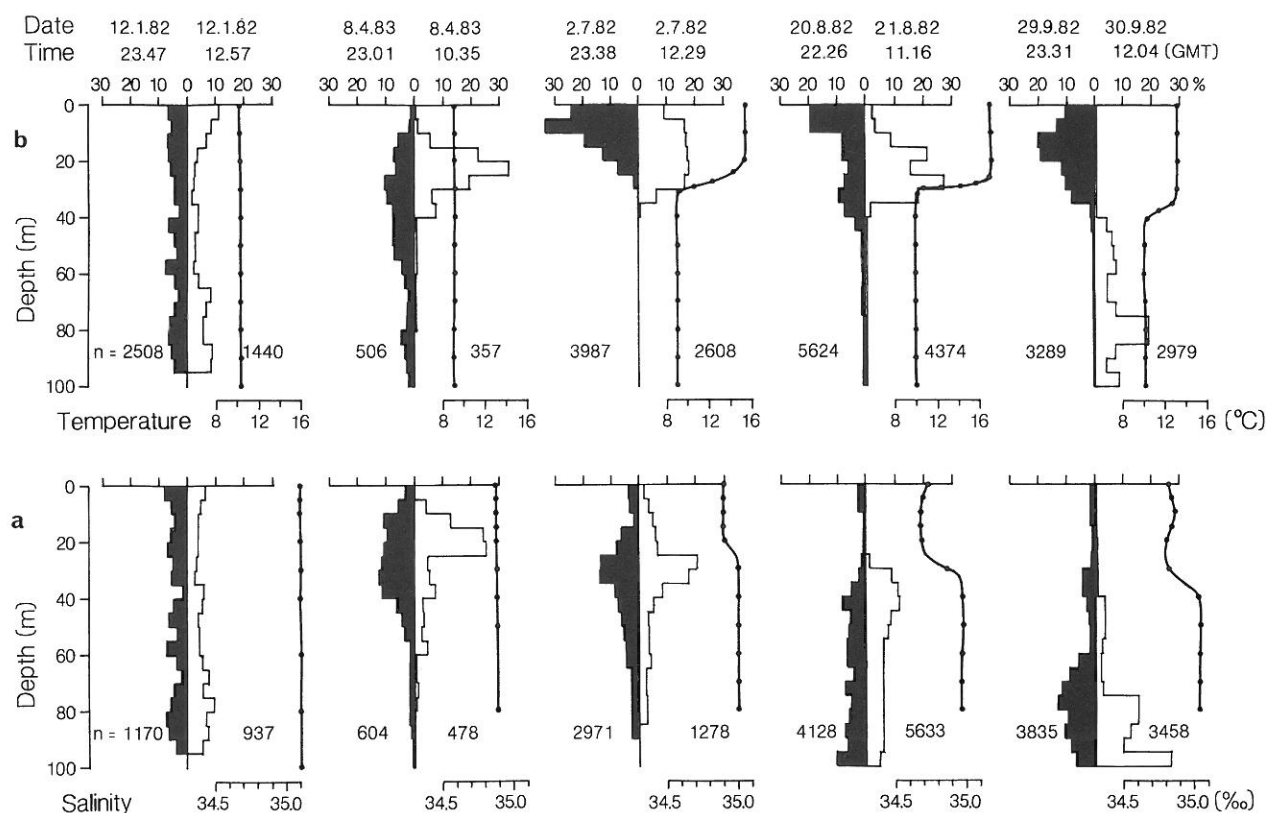 Date 12.1.82 12.1.82 8.4.83 8.4.83 2.7.82 2.7.82 20.8.82 21.8.82 29.9.82 30.9.82
Time 23.47 12.57 23.01 10.35 23.38 12.29 22.26 11.16 23.31 12.04 (GMT)
30 20 10 0 10 20 30 30 20 10 0 10 20 30 30 20 10 0 10 20 30 30 20 10 0 10 20 30 30 20 10 0 10 20 30 %
b
Depth (m)
0
20
40
60
80
100
n = 2508 1440 506 357 3987 2608 5624 4374 3289 2979
Temperature 8 12 16 8 12 16 8 12 16 8 12 16 8 12 16 (°C)
a
Depth (m)
0
20
40
60
80
100
n = 1170 937 604 478 2971 1278 4128 5633 3835 3458
Salinity 34.5 35.0 34.5 35.0 34.5 35.0 34.5 35.0 34.5 35.0 (‰)